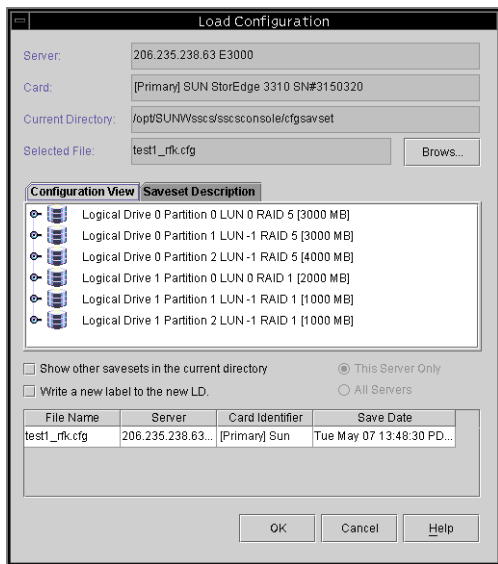 Load Configuration
Server: 206.235.238.63 E3000
Card: [Primary] SUN StorEdge 3310 SN#3150320
Current Directory: /opt/SUNWsscs/sscsconsole/cfgsavset
Selected File: test1_rfk.cfg Brows...
Configuration View Saveset Description
Logical Drive 0 Partition 0 LUN 0 RAID 5 [3000 MB]
Logical Drive 0 Partition 1 LUN -1 RAID 5 [3000 MB]
Logical Drive 0 Partition 2 LUN -1 RAID 5 [4000 MB]
Logical Drive 1 Partition 0 LUN 0 RAID 1 [2000 MB]
Logical Drive 1 Partition 1 LUN -1 RAID 1 [1000 MB]
Logical Drive 1 Partition 2 LUN -1 RAID 1 [1000 MB]
Show other savesets in the current directory This Server Only
Write a new label to the new LD. All Servers
File Name Server Card Identifier Save Date
test1_rfk.cfg 206.235.238.63... [Primary] Sun Tue May 07 13:48:30 PD...
OK Cancel Help